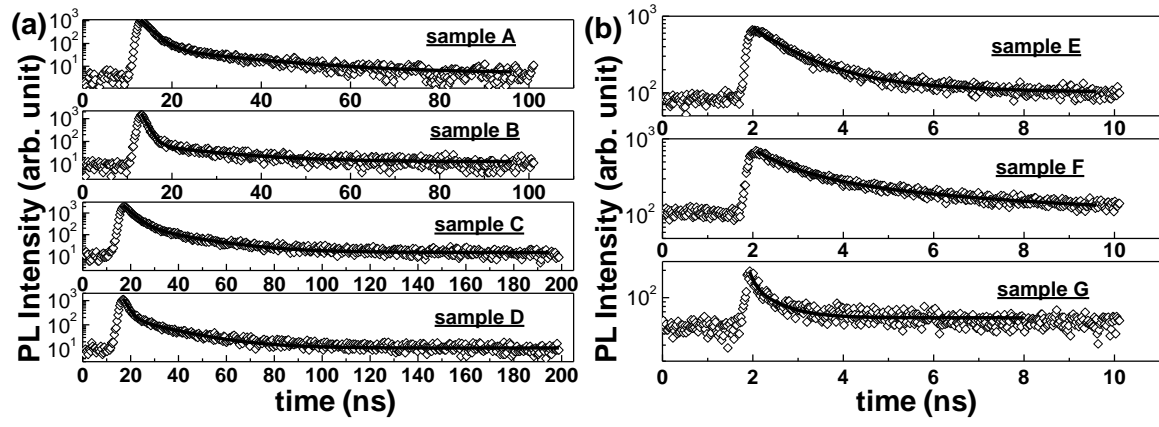 (a)
PL Intensity (arb. unit)
10³
10²
10¹
sample A
0 20 40 60 80 100
10³
10²
10¹
sample B
0 20 40 60 80 100
10³
10²
10¹
sample C
0 20 40 60 80 100 120 140 160 180 200
10³
10²
10¹
sample D
0 20 40 60 80 100 120 140 160 180 200
time (ns)
(b)
PL Intensity (arb. unit)
10³
10²
sample E
0 2 4 6 8 10
10³
10²
sample F
0 2 4 6 8 10
10²
sample G
0 2 4 6 8 10
time (ns)